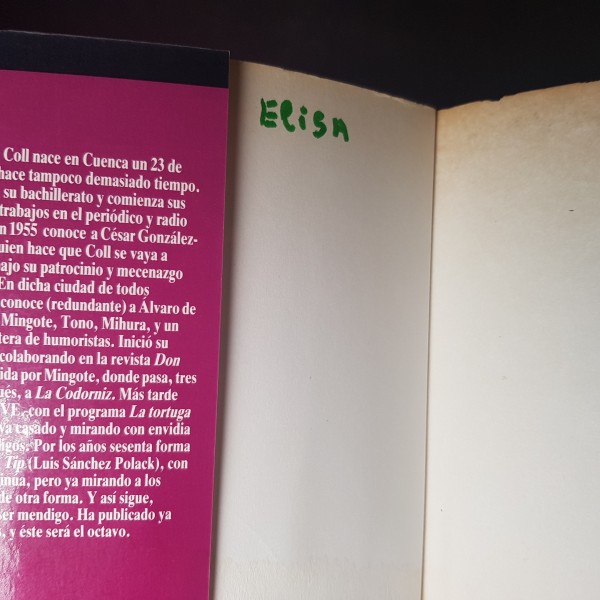 Coll nace en Cuenca un 23 de
hace tampoco demasiado tiempo.
su bachillerato y comienza sus
trabajos en el periódico y radio
n 1955 conoce a César González-
uien hace que Coll se vaya a
ajo su patrocinio y mecenazgo
En dicha ciudad de todos
conoce (redundante) a Álvaro de
Mingote, Tono, Mihura, y un
tera de humoristas. Inició su
colaborando en la revista Don
ida por Mingote, donde pasa, tres
ués, a La Codorniz. Más tarde
VE, con el programa La tortuga
va casado y mirando con envidia
digos. Por los años sesenta forma
Tip (Luis Sánchez Polack), con
inua, pero ya mirando a los
de otra forma. Y así sigue,
ser mendigo. Ha publicado ya
s, y éste será el octavo.
Elisa